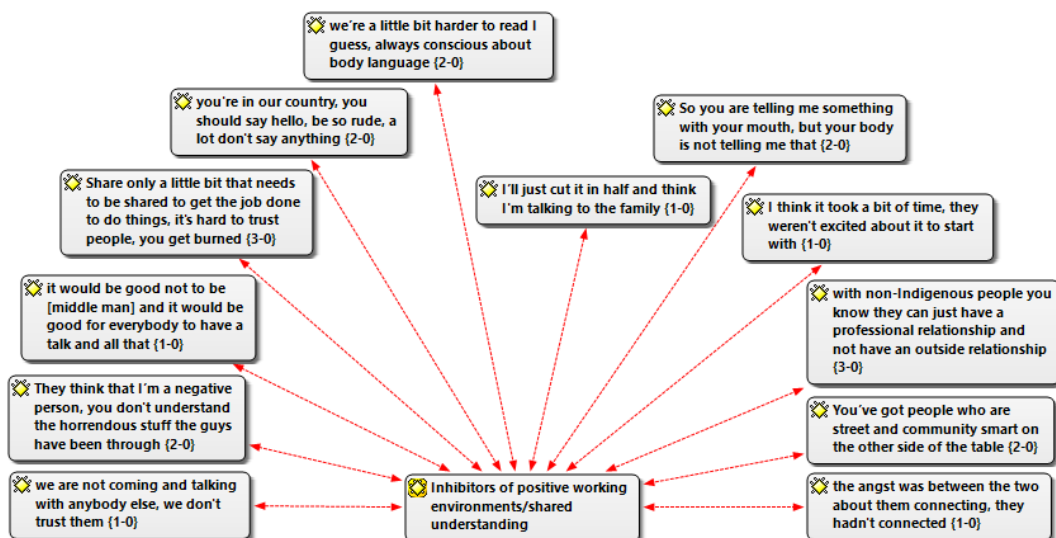 we're a little bit harder to read I
guess, always conscious about
body language {2-0}
you're in our country, you
should say hello, be so rude, a
lot don't say anything {2-0}
So you are telling me something
with your mouth, but your body
is not telling me that {2-0}
Share only a little bit that needs
to be shared to get the job done
to do things, it's hard to trust
people, you get burned {3-0}
I'll just cut it in half and think
I'm talking to the family {1-0}
I think it took a bit of time, they
weren't excited about it to start
with {1-0}
it would be good not to be
[middle man] and it would be
good for everybody to have a
talk and all that {1-0}
with non-Indigenous people you
know they can just have a
professional relationship and
not have an outside relationship
{3-0}
They think that I'm a negative
person, you don't understand
the horrendous stuff the guys
have been through {2-0}
You've got people who are
street and community smart on
the other side of the table {2-0}
we are not coming and talking
with anybody else, we don't
trust them {1-0}
Inhibitors of positive working
environments/shared
understanding
the angst was between the two
about them connecting, they
hadn't connected {1-0}